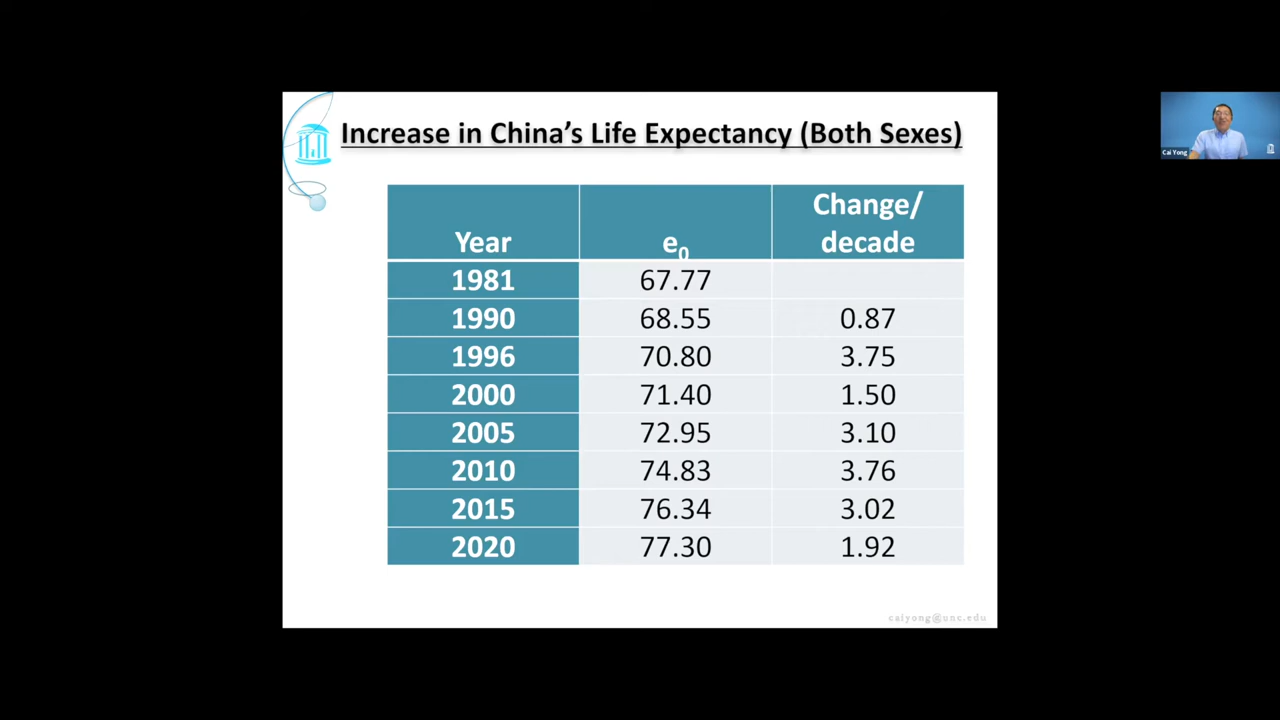 Increase in China's Life Expectancy (Both Sexes)
Year e0 Change/
decade
1981 67.77
1990 68.55 0.87
1996 70.80 3.75
2000 71.40 1.50
2005 72.95 3.10
2010 74.83 3.76
2015 76.34 3.02
2020 77.30 1.92
caiyong@unc.edu
Cai Yong